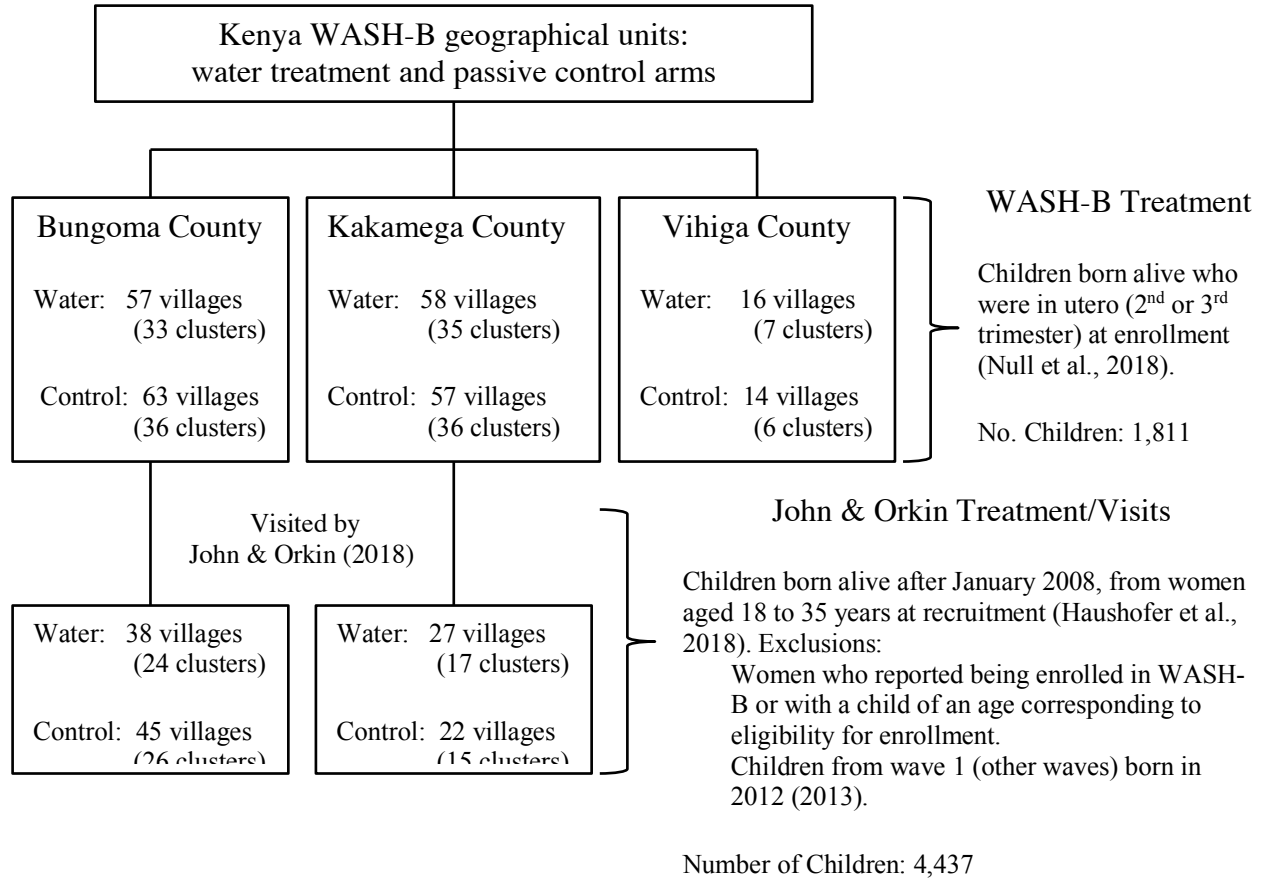 Kenya WASH-B geographical units:
water treatment and passive control arms
Bungoma County
Water: 57 villages
(33 clusters)
Control: 63 villages
(36 clusters)
Kakamega County
Water: 58 villages
(35 clusters)
Control: 57 villages
(36 clusters)
Vihiga County
Water: 16 villages
(7 clusters)
Control: 14 villages
(6 clusters)
WASH-B Treatment
Children born alive who
were in utero (2nd or 3rd
trimester) at enrollment
(Null et al., 2018).
No. Children: 1,811
Visited by
John & Orkin (2018)
Water: 38 villages
(24 clusters)
Control: 45 villages
(26 clusters)
Water: 27 villages
(17 clusters)
Control: 22 villages
(15 clusters)
John & Orkin Treatment/Visits
Children born alive after January 2008, from women
aged 18 to 35 years at recruitment (Haushofer et al.,
2018). Exclusions:
Women who reported being enrolled in WASH-
B or with a child of an age corresponding to
eligibility for enrollment.
Children from wave 1 (other waves) born in
2012 (2013).
Number of Children: 4,437